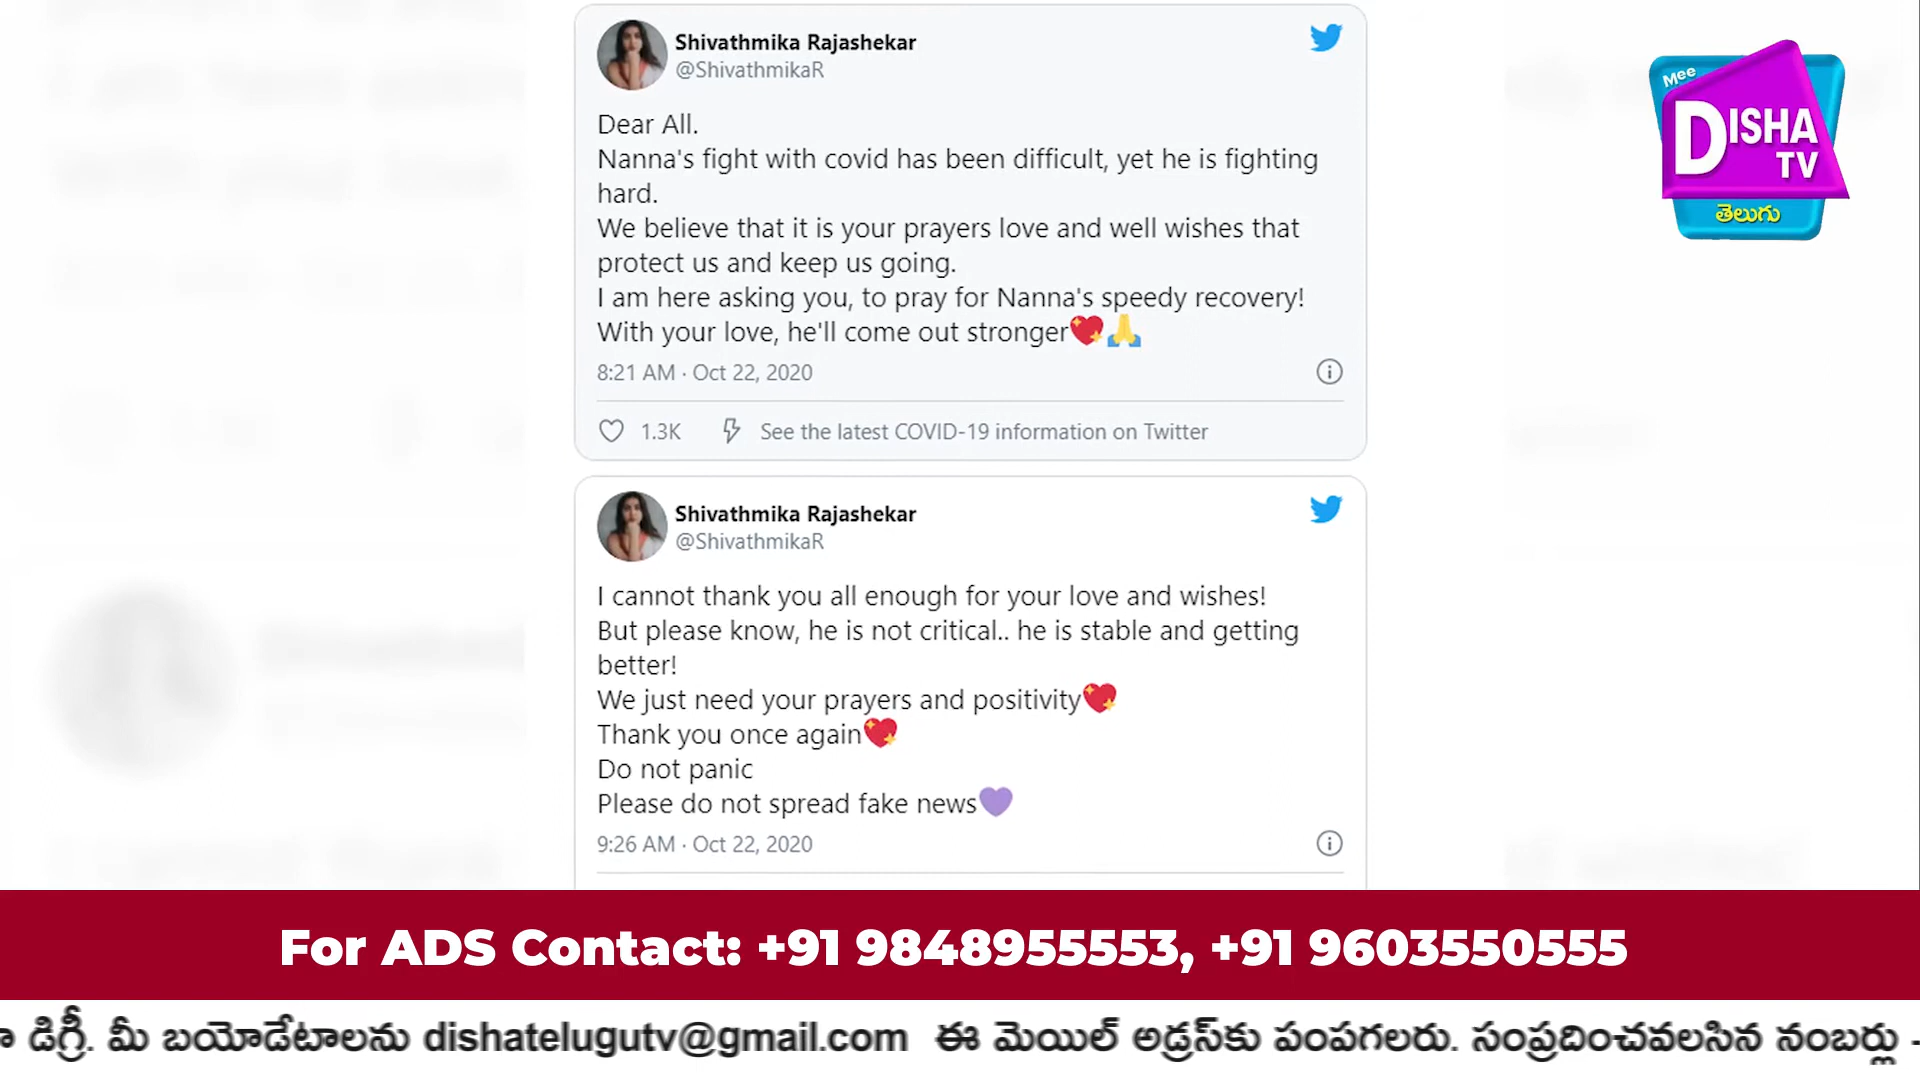 Shivathmika Rajashekar
@ShivathmikaR
Dear All.
Nanna's fight with covid has been difficult, yet he is fighting
hard.
We believe that it is your prayers love and well wishes that
protect us and keep us going.
I am here asking you, to pray for Nanna's speedy recovery!
With your love, he'll come out stronger💖🙏
8:21 AM · Oct 22, 2020
1.3K See the latest COVID-19 information on Twitter
Shivathmika Rajashekar
@ShivathmikaR
I cannot thank you all enough for your love and wishes!
But please know, he is not critical.. he is stable and getting
better!
We just need your prayers and positivity💖
Thank you once again💖
Do not panic
Please do not spread fake news💜
9:26 AM · Oct 22, 2020
Mee
DISHA
TV
తెలుగు
For ADS Contact: +91 9848955553, +91 9603550555
డిగ్రీ. మీ బయోడేటాలను dishatelugutv@gmail.com ఈ మెయిల్ అడ్రస్‌కు పంపగలరు. సంప్రదించవలసిన నంబర్లు -